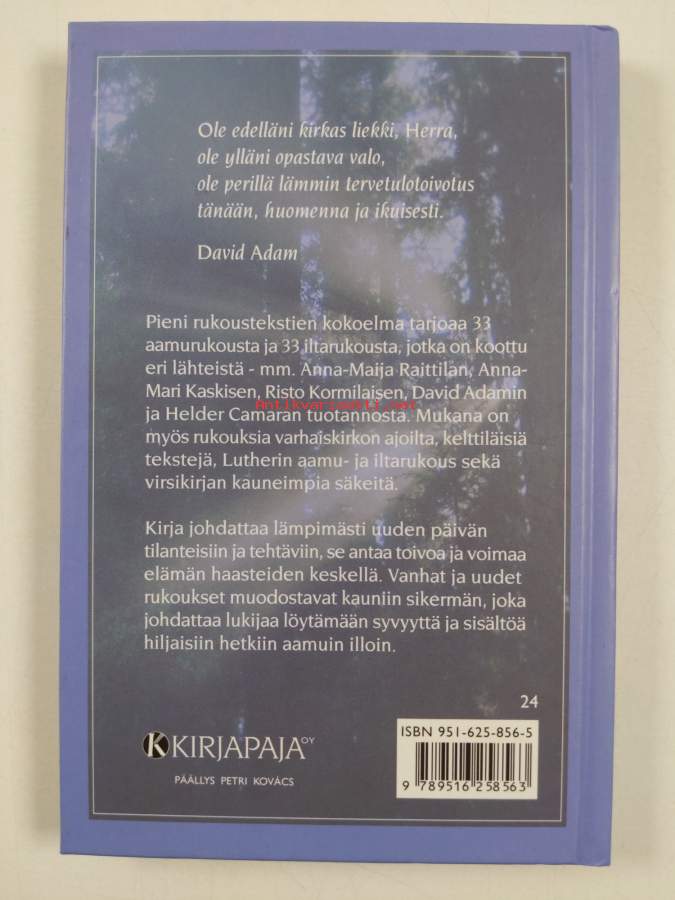 Ole edelläni kirkas liekki, Herra,
ole ylläni opastava valo,
ole perillä lämmin tervetulotoivotus
tänään, huomenna ja ikuisesti.
David Adam
Pieni rukoustekstien kokoelma tarjoaa 33
aamurukousta ja 33 iltarukousta, jotka on koottu
eri lähteistä - mm. Anna-Maija Raittilan, Anna-
Mari Kaskisen, Risto Kormilaisen, David Adamin
Antikvariaatti.net
ja Helder Camaran tuotannosta. Mukana on
myös rukouksia varhaiskirkon ajoilta, kelttiläisiä
tekstejä, Lutherin aamu- ja iltarukous sekä
virsikirjan kauneimpia säkeitä.
Kirja johdattaa lämpimästi uuden päivän
tilanteisiin ja tehtäviin, se antaa toivoa ja voimaa
elämän haasteiden keskellä. Vanhat ja uudet
rukoukset muodostavat kauniin sikermän, joka
johdattaa lukijaa löytämään syvyyttä ja sisältöä
hiljaisiin hetkiin aamuin illoin.
24
ISBN 951-625-856-5
K KIRJAPAJA OY
PÄÄLLYS PETRI KOVÁCS
9 789516 258563